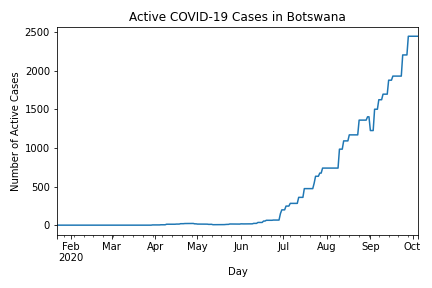 Active COVID-19 Cases in Botswana
Number of Active Cases
2500
2000
1500
1000
500
0
Feb Mar Apr May Jun Jul Aug Sep Oct
2020
Day